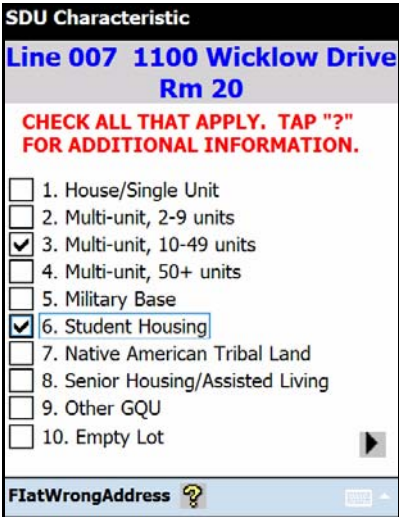 SDU Characteristic
Line 007 1100 Wicklow Drive
Rm 20
CHECK ALL THAT APPLY. TAP "?"
FOR ADDITIONAL INFORMATION.
1. House/Single Unit
2. Multi-unit, 2-9 units
3. Multi-unit, 10-49 units
4. Multi-unit, 50+ units
5. Military Base
6. Student Housing
7. Native American Tribal Land
8. Senior Housing/Assisted Living
9. Other GQU
10. Empty Lot
FIatWrongAddress ?